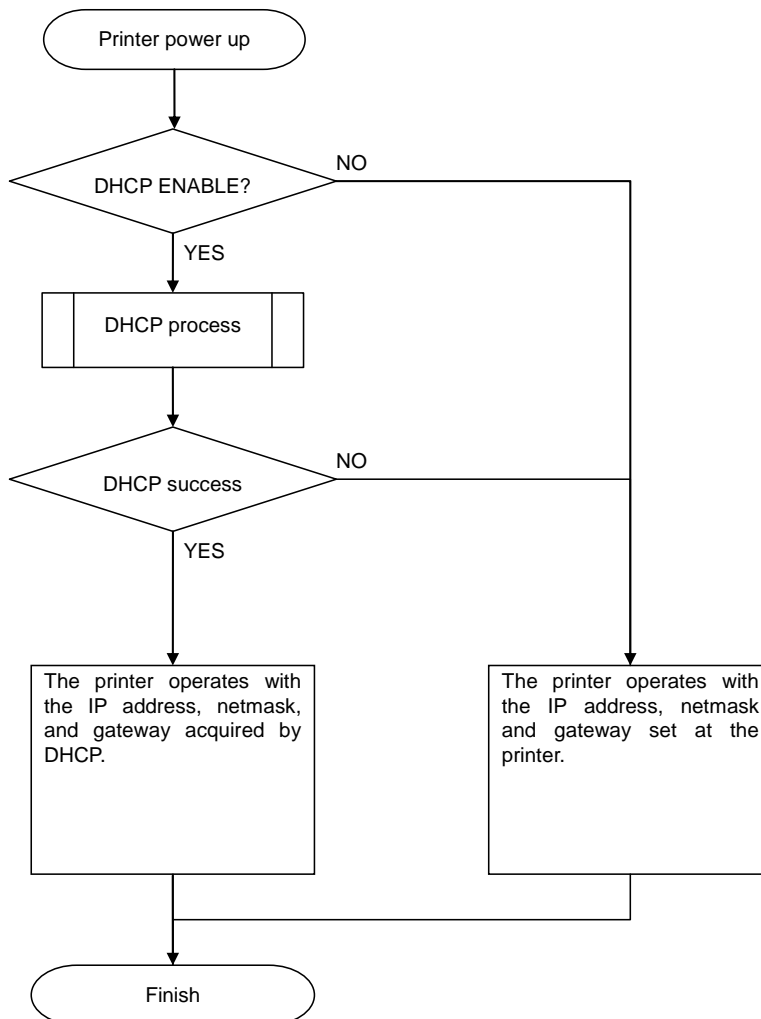 Printer power up
DHCP ENABLE?
NO
YES
DHCP process
DHCP success
NO
YES
The printer operates with
the IP address, netmask,
and gateway acquired by
DHCP.
The printer operates with
the IP address, netmask
and gateway set at the
printer.
Finish